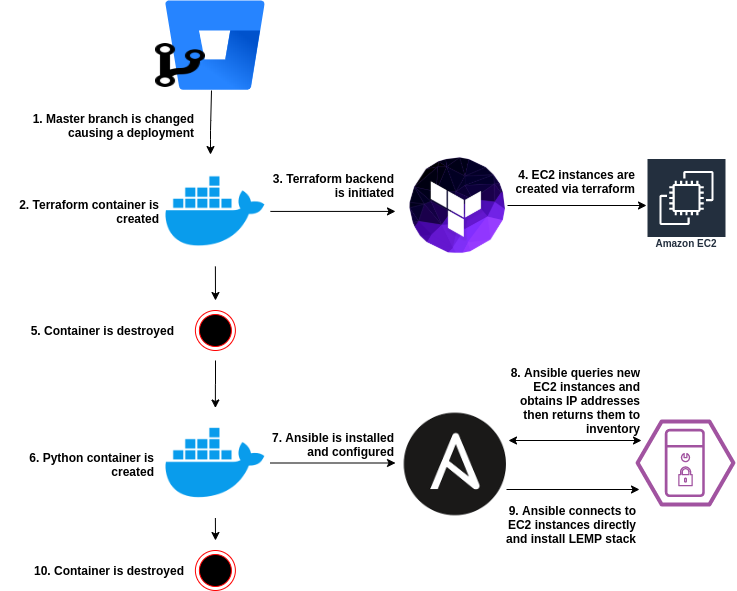 1. Master branch is changed
causing a deployment
2. Terraform container is
created
3. Terraform backend
is initiated
4. EC2 instances are
created via terraform
Amazon EC2
5. Container is destroyed
6. Python container is
created
7. Ansible is installed
and configured
8. Ansible queries new
EC2 instances and
obtains IP addresses
then returns them to
inventory
9. Ansible connects to
EC2 instances directly
and install LEMP stack
10. Container is destroyed